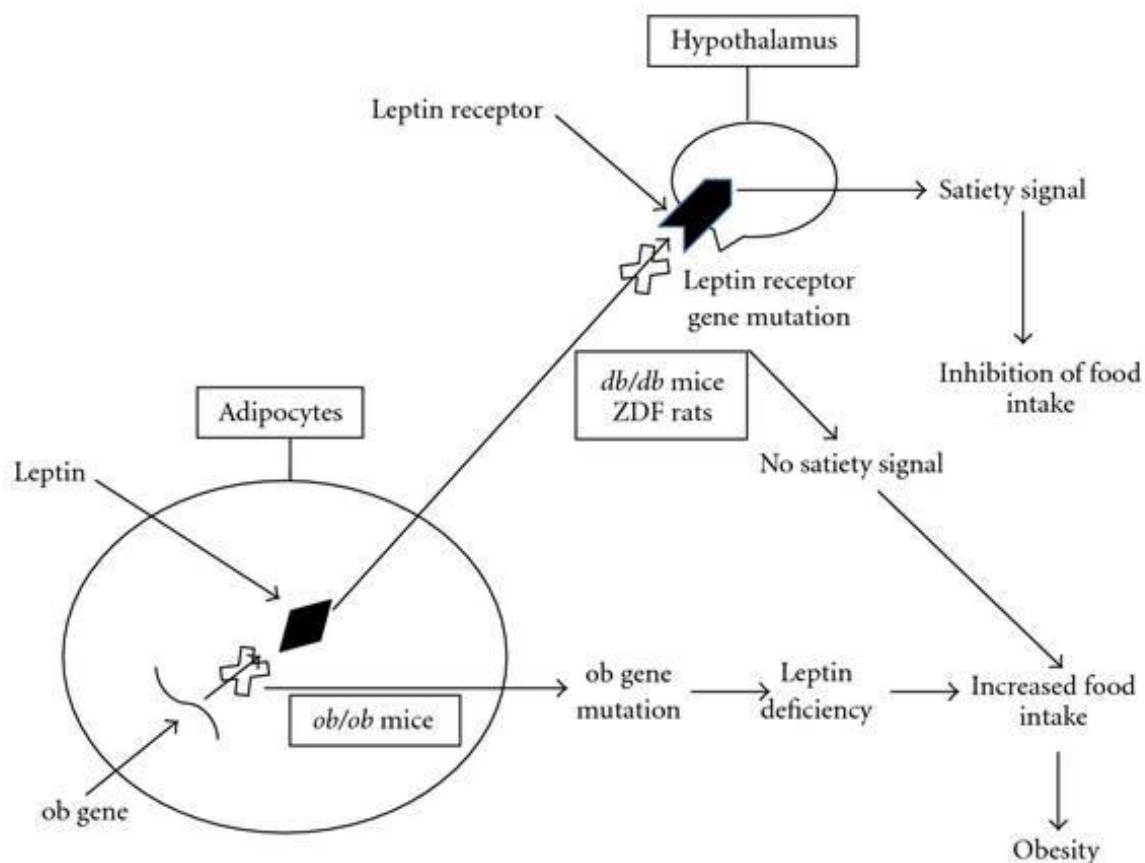 Hypothalamus
Leptin receptor
Satiety signal
Leptin receptor
gene mutation
db/db mice
ZDF rats
Inhibition of food
intake
Adipocytes
No satiety signal
Leptin
ob gene
mutation
Leptin
deficiency
Increased food
intake
ob/ob mice
ob gene
Obesity